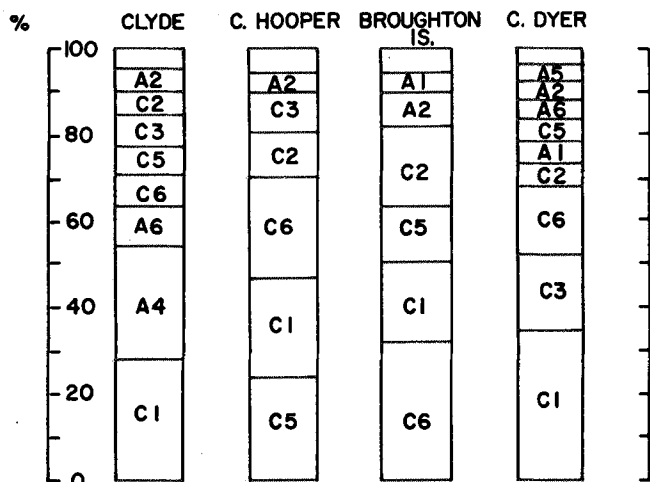 % CLYDE C. HOOPER BROUGHTON IS. C. DYER
100
80
60
40
20
0
A2
C2
C3
C5
C6
A6
A4
C1
A2
C3
C2
C6
C1
C5
A1
A2
C2
C5
C1
C6
A5
A2
A6
C5
A1
C2
C6
C3
C1